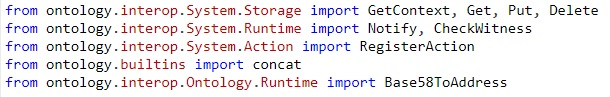 from ontology.interop.System.Storage import GetContext, Get, Put, Delete
from ontology.interop.System.Runtime import Notify, CheckWitness
from ontology.interop.System.Action import RegisterAction
from ontology.builtins import concat
from ontology.interop.Ontology.Runtime import Base58ToAddress